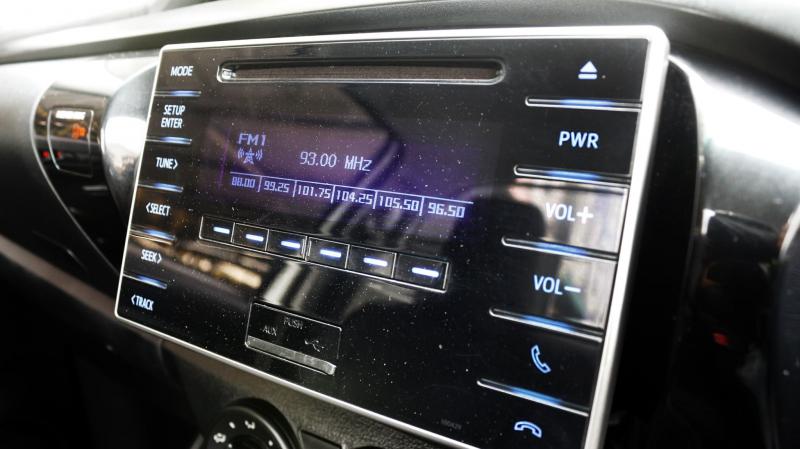 MODE
SETUP
ENTER
TUNE>
<SELECT
SEEK>
<TRACK
FM1
93.00 MHz
88.00 99.25 101.75 104.25 105.50 96.50
PUSH
AUX
PWR
VOL+
VOL−